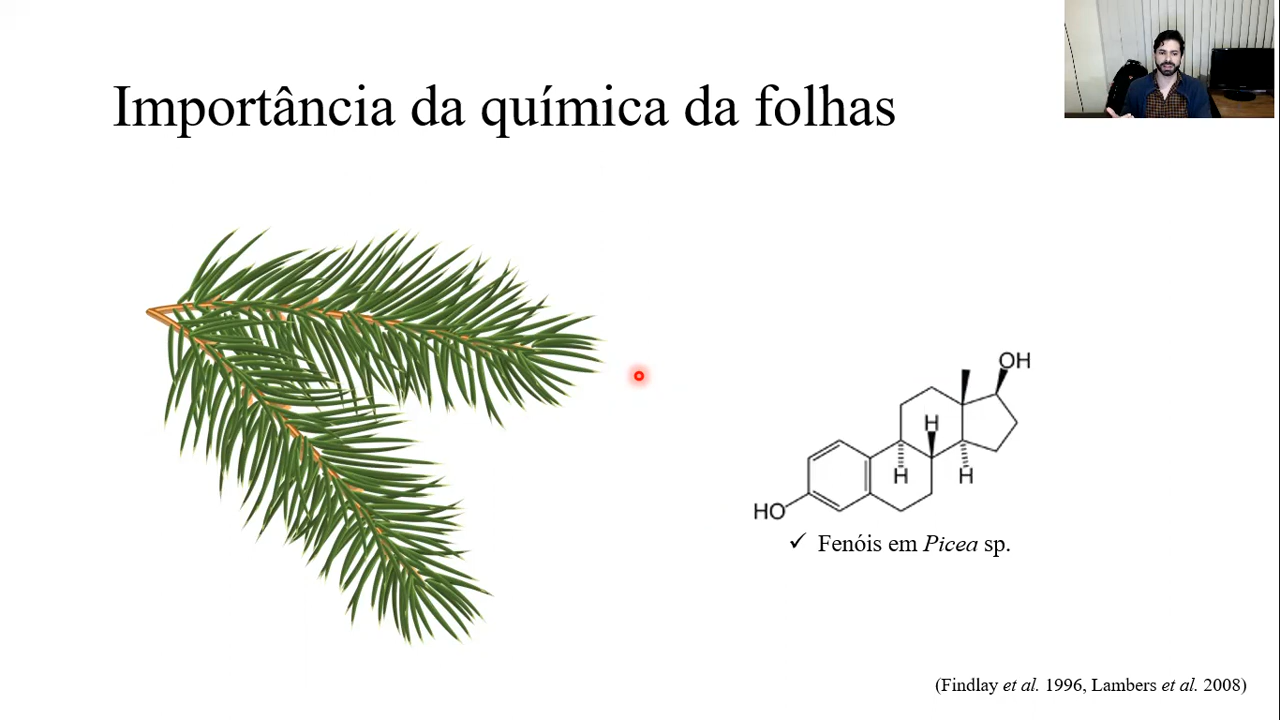 Importância da química da folhas
OH
H
H
H
HO
✓ Fenóis em Picea sp.
(Findlay et al. 1996, Lambers et al. 2008)